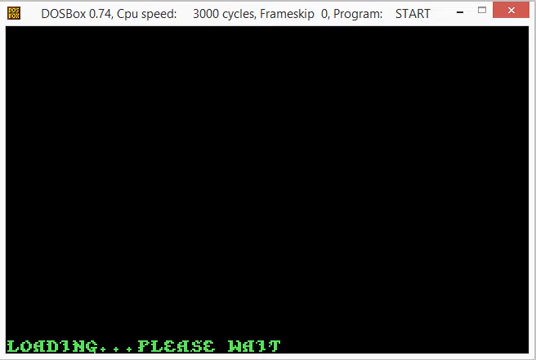 DOSBox 0.74, Cpu speed: 3000 cycles, Frameskip 0, Program: START
LOADING...PLEASE WAIT